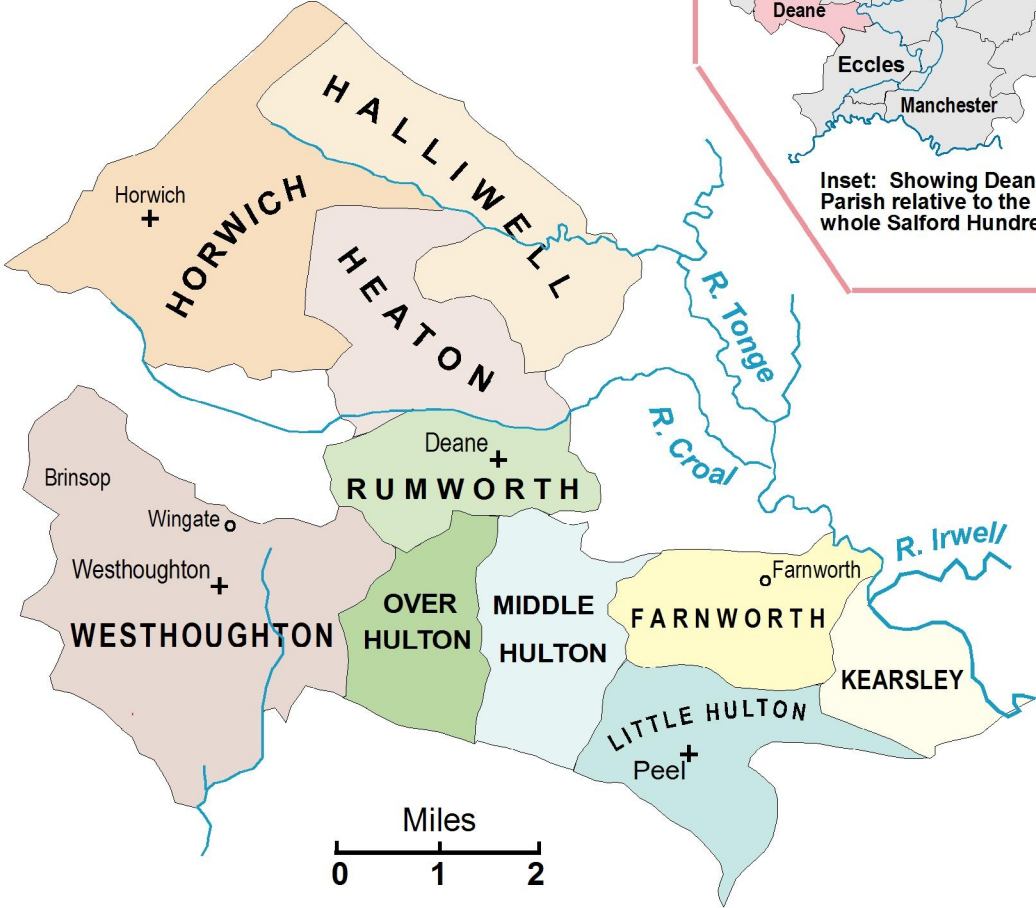 Deane
Eccles
Manchester
Inset: Showing Dean
Parish relative to the
whole Salford Hundre
HALLIWELL
Horwich
HORWICH
HEATON
R. Tonge
R. Croal
Deane
RUMWORTH
Brinsop
Wingate
Westhoughton
WESTHOUGHTON
OVER
HULTON
MIDDLE
HULTON
R. Irwell
Farnworth
FARNWORTH
KEARSLEY
LITTLE HULTON
Peel
Miles
0 1 2